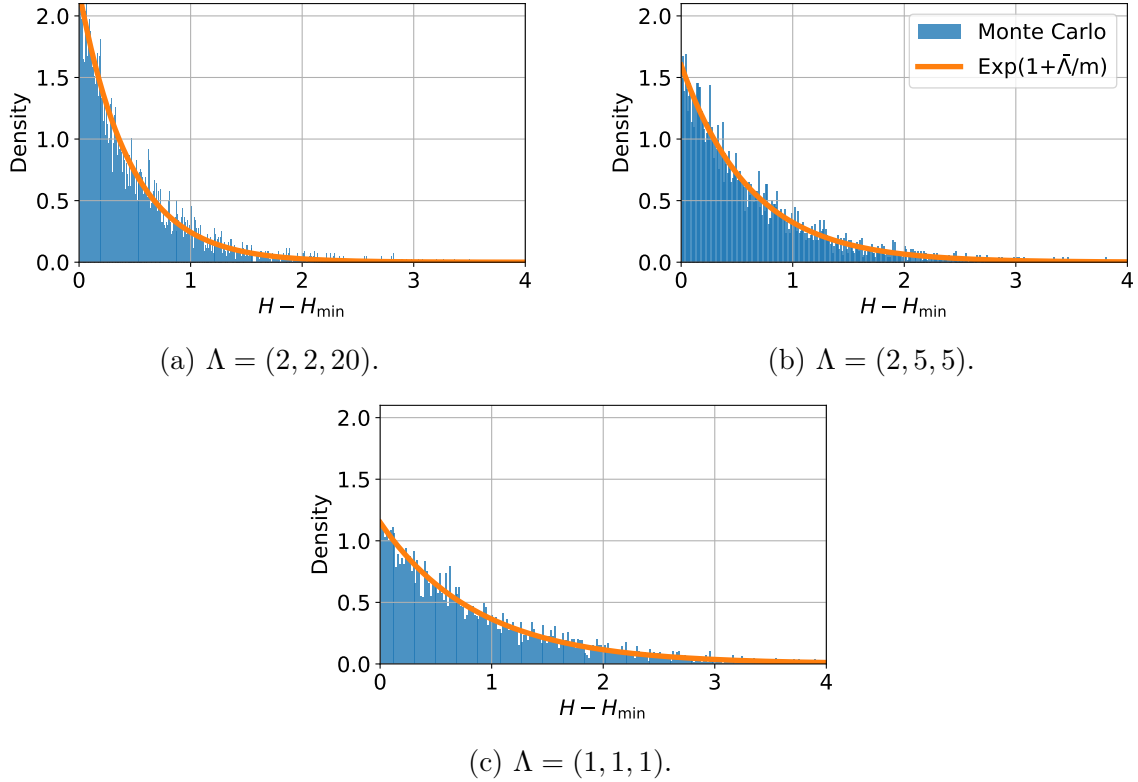 2.0
1.5
1.0
0.5
0.0
Density
0 1 2 3 4
H − H_min
(a) Λ = (2, 2, 20).
2.0
1.5
1.0
0.5
0.0
Density
Monte Carlo
Exp(1+Λ̄/m)
0 1 2 3 4
H − H_min
(b) Λ = (2, 5, 5).
2.0
1.5
1.0
0.5
0.0
Density
0 1 2 3 4
H − H_min
(c) Λ = (1, 1, 1).